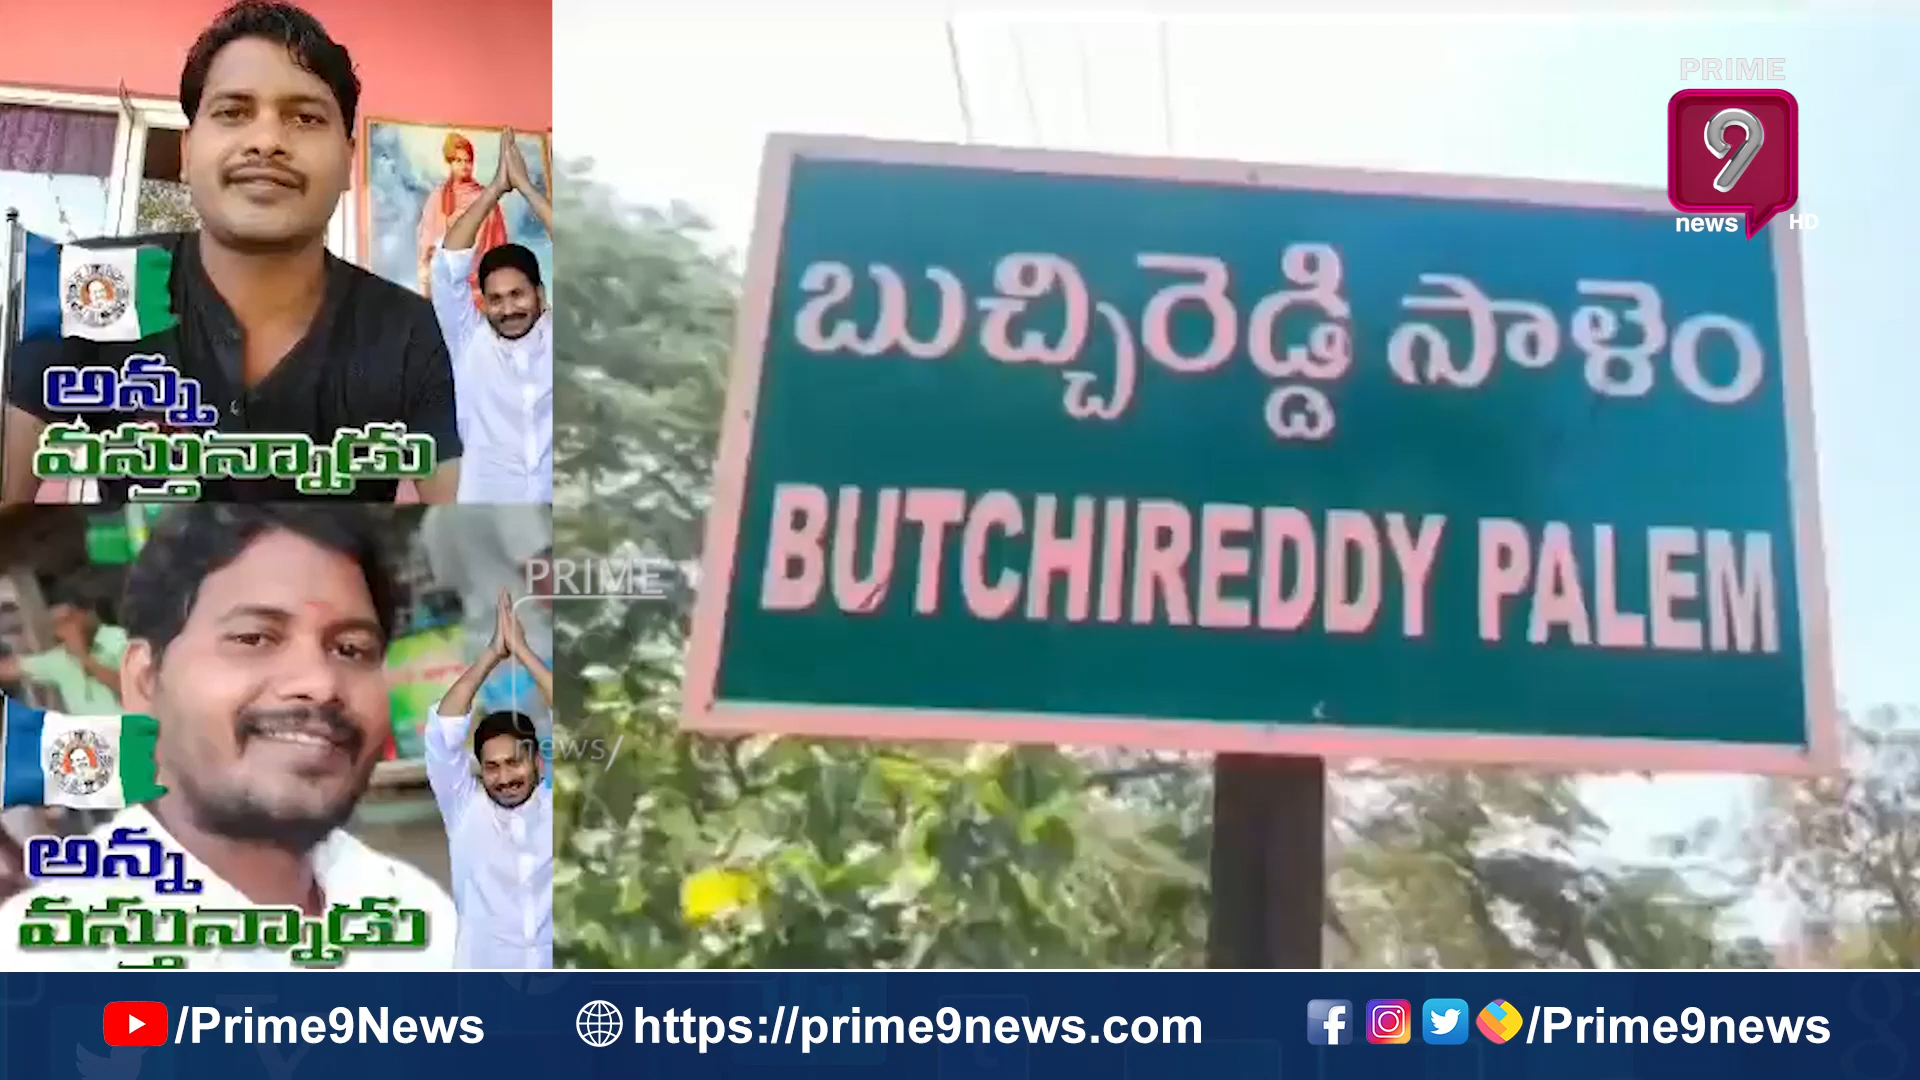 PRIME
9
news HD
అన్న
వస్తున్నాడు
బుచ్చిరెడ్డి పాళెం
BUTCHIREDDY PALEM
PRIME
news
అన్న
వస్తున్నాడు
/Prime9News
https://prime9news.com
/Prime9news